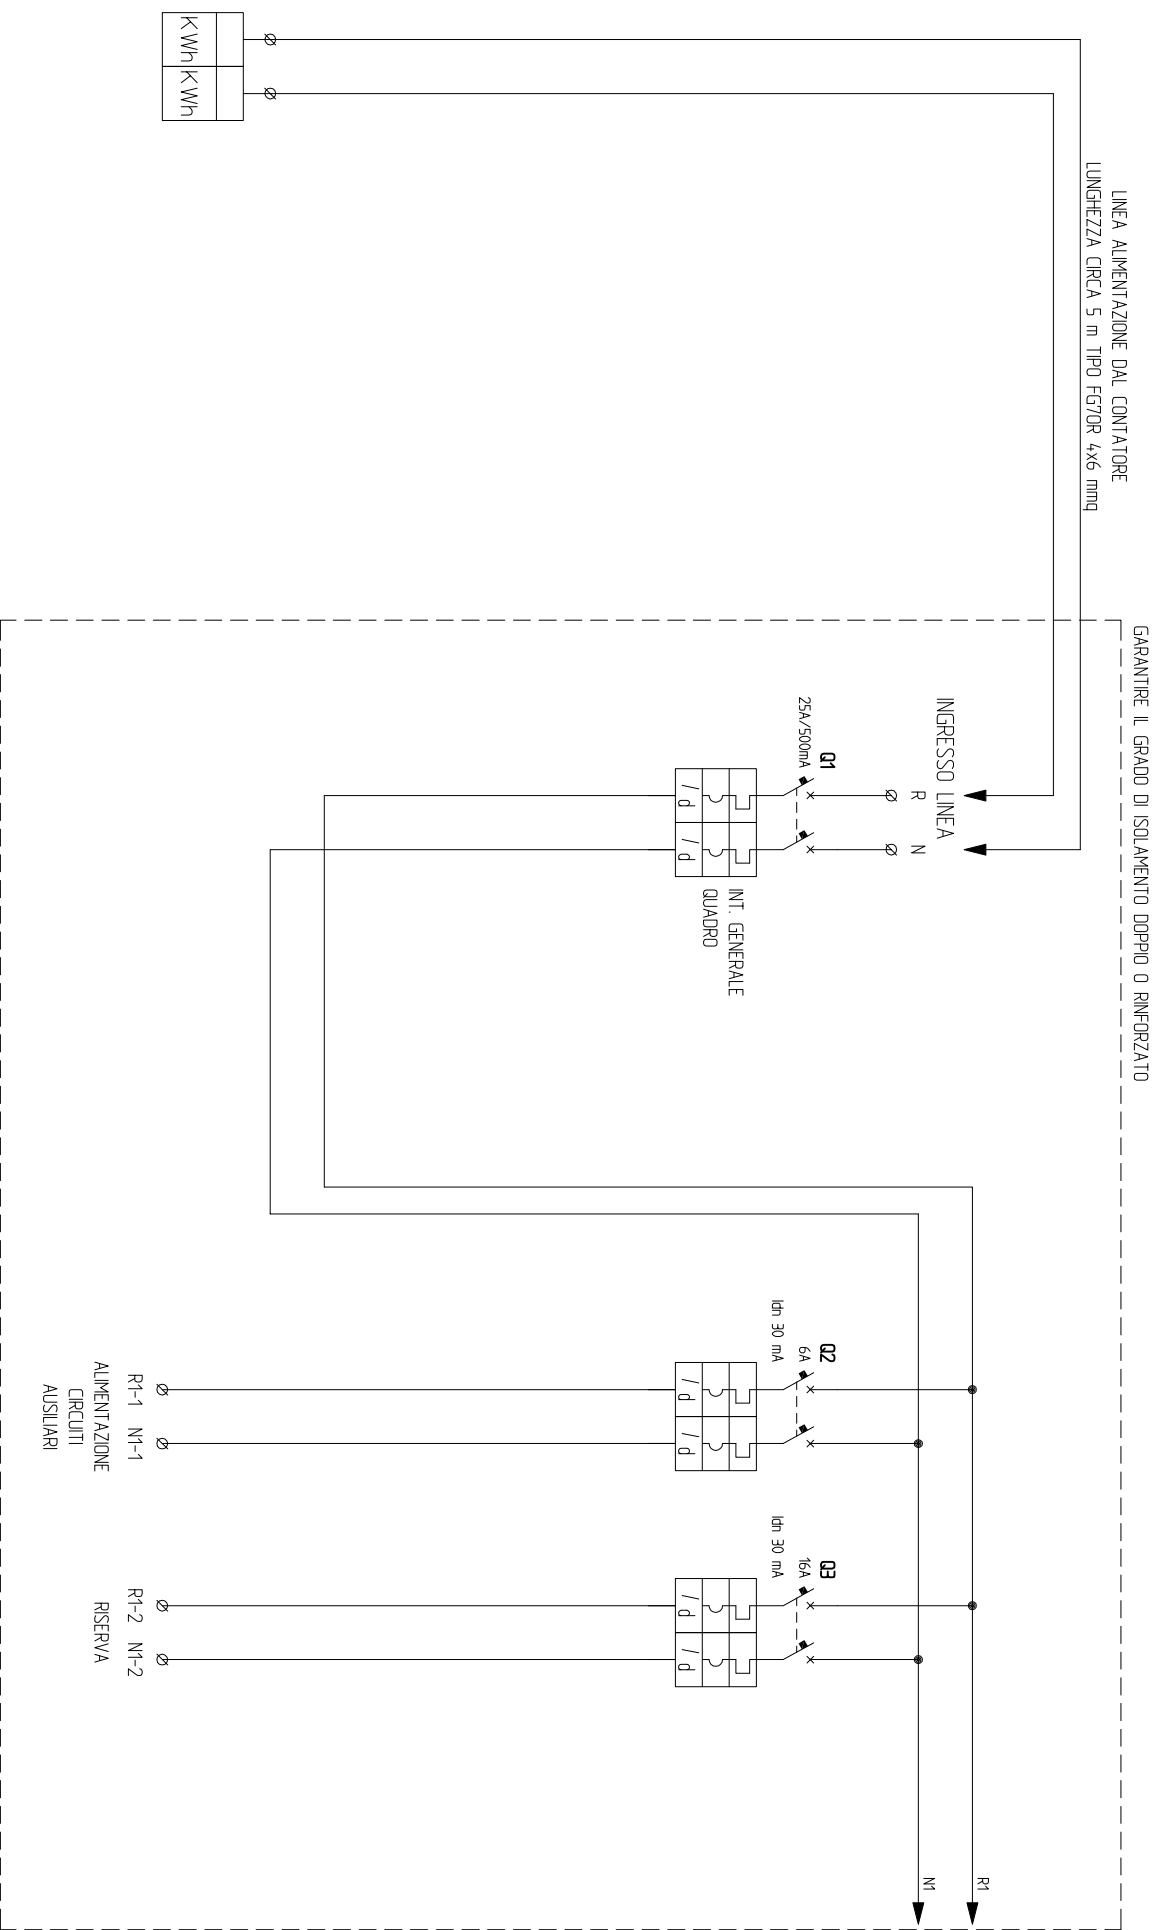 KWh KWh
LINEA ALIMENTAZIONE DAL CONTATORE
LUNGHEZZA CIRCA 5 m TIPO FG7OR 4x6 mmq
GARANTIRE IL GRADO DI ISOLAMENTO DOPPIO O RINFORZATO
INGRESSO LINEA
R N
Q1
25A/500mA
INT. GENERALE
QUADRO
I d I d
Q2
6A
Idn 30 mA
I d I d
R1-1 N1-1
ALIMENTAZIONE
CIRCUITI
AUSILIARI
Q3
16A
Idn 30 mA
I d I d
R1-2 N1-2
RISERVA
R1
N1